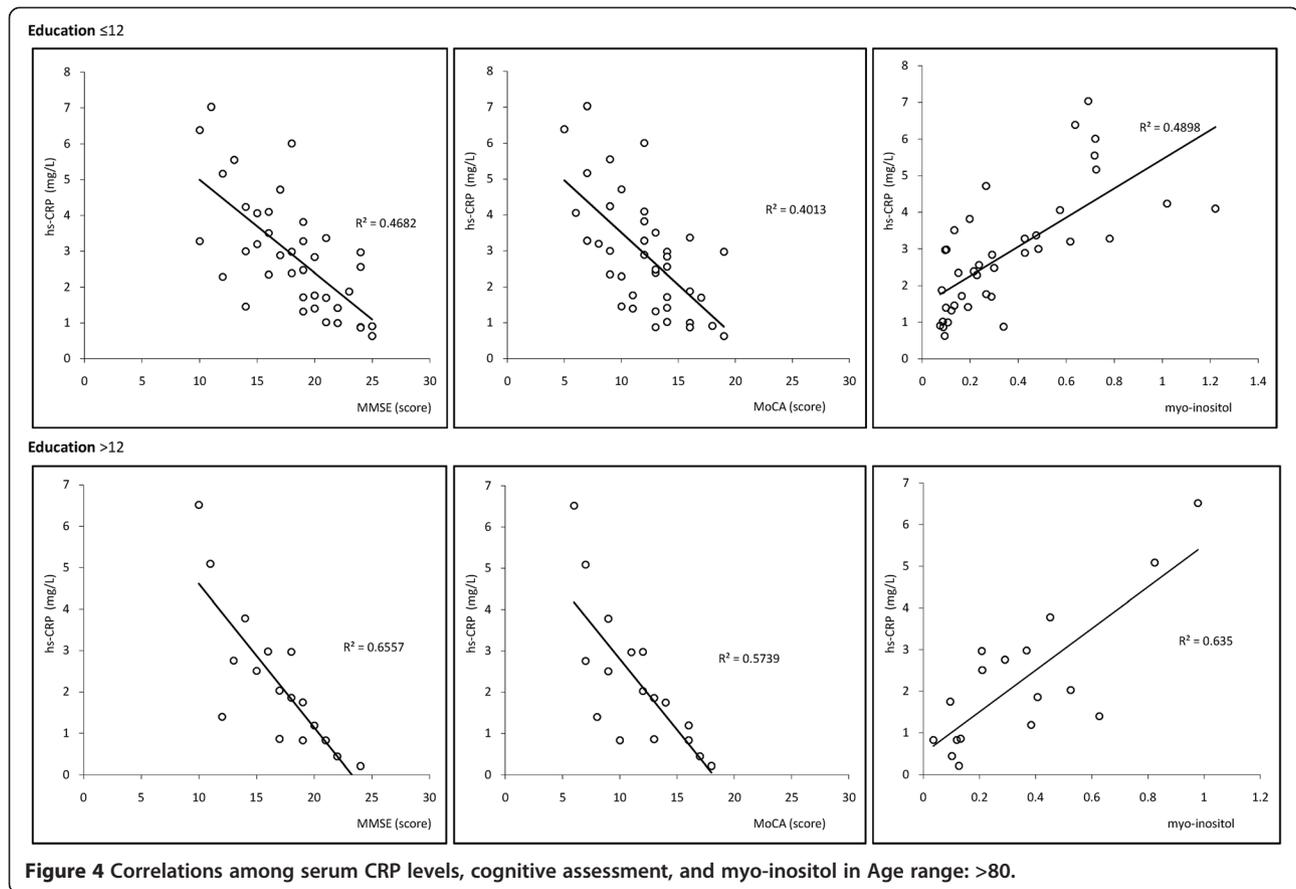 Education ≤12
8
7
6
5
4
3
2
1
0
hs-CRP (mg/L)
R² = 0.4682
0 5 10 15 20 25 30
MMSE (score)
8
7
6
5
4
3
2
1
0
hs-CRP (mg/L)
R² = 0.4013
0 5 10 15 20 25 30
MoCA (score)
8
7
6
5
4
3
2
1
0
hs-CRP (mg/L)
R² = 0.4898
0 0.2 0.4 0.6 0.8 1 1.2 1.4
myo-inositol
Education >12
7
6
5
4
3
2
1
0
hs-CRP (mg/L)
R² = 0.6557
0 5 10 15 20 25 30
MMSE (score)
7
6
5
4
3
2
1
0
hs-CRP (mg/L)
R² = 0.5739
0 5 10 15 20 25 30
MoCA (score)
7
6
5
4
3
2
1
0
hs-CRP (mg/L)
R² = 0.635
0 0.2 0.4 0.6 0.8 1 1.2
myo-inositol
Figure 4 Correlations among serum CRP levels, cognitive assessment, and myo-inositol in Age range: >80.